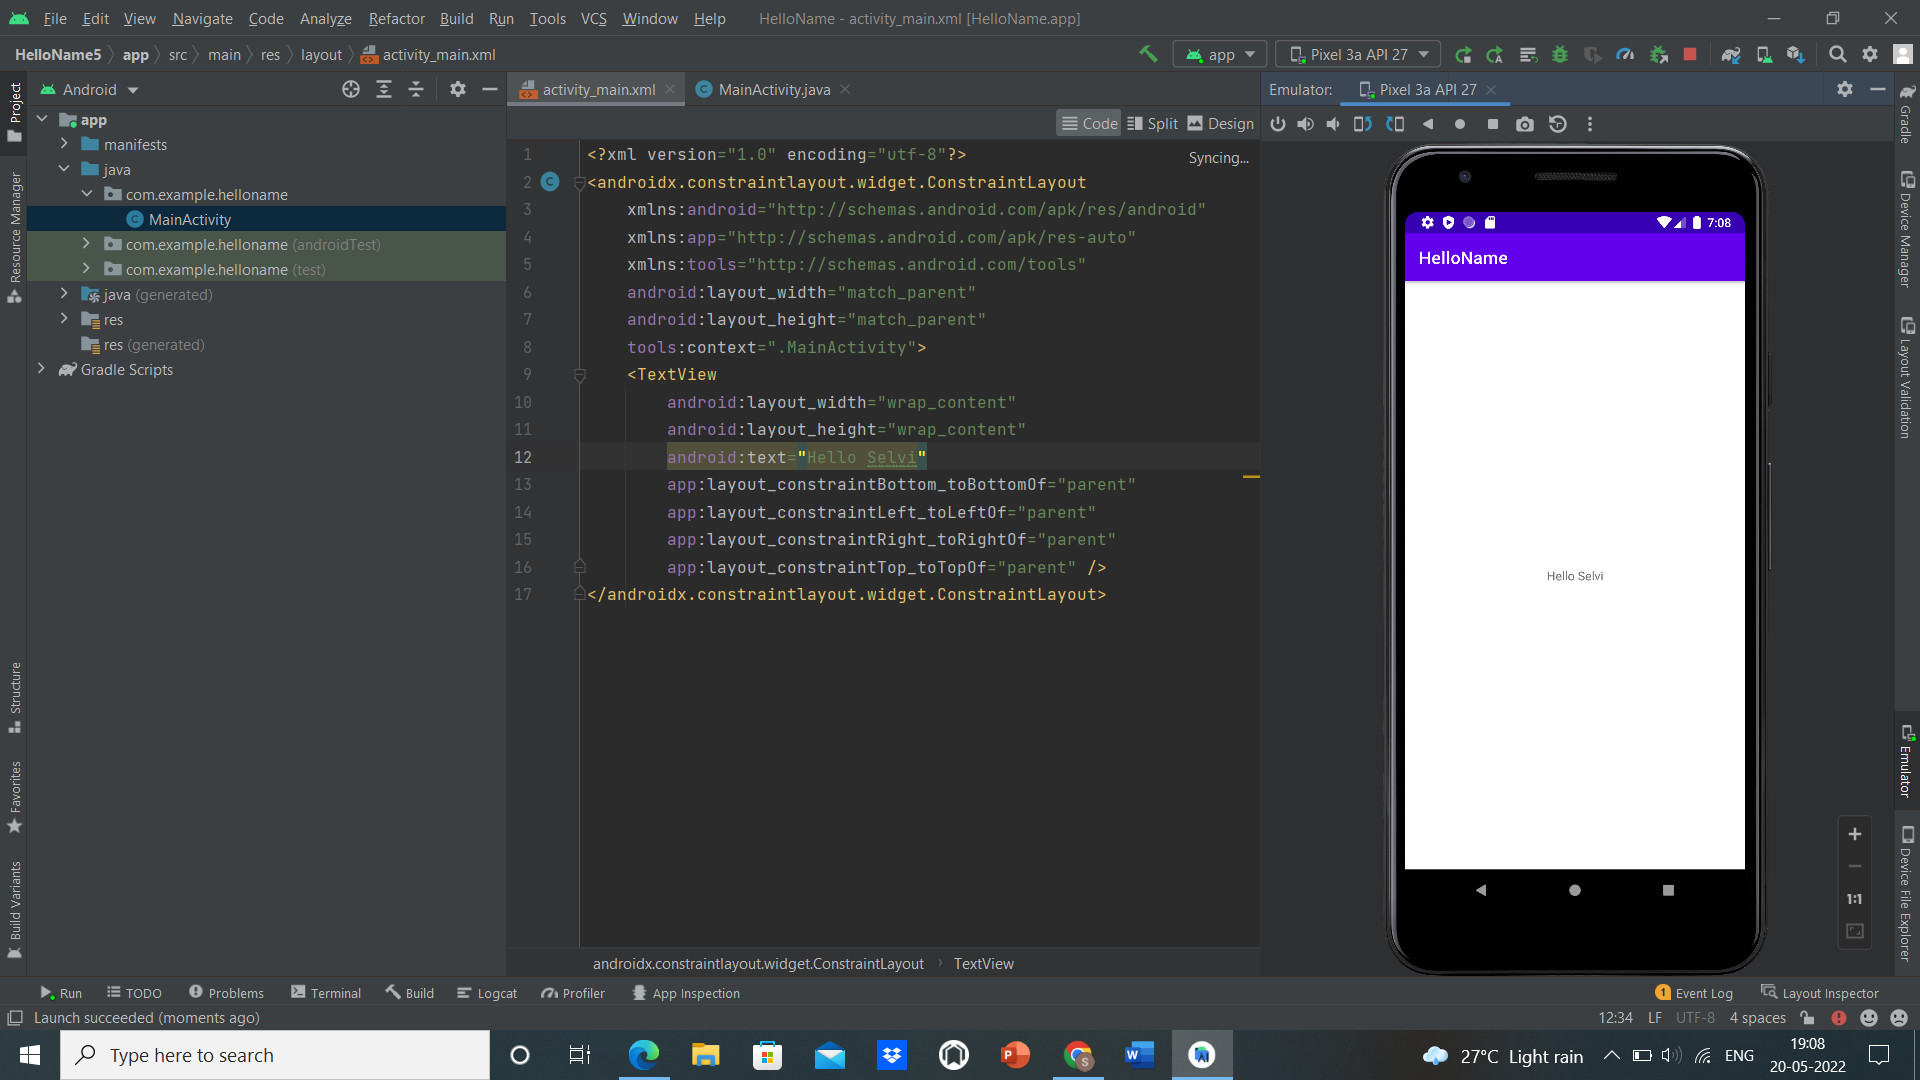 File Edit View Navigate Code Analyze Refactor Build Run Tools VCS Window Help HelloName - activity_main.xml [HelloName.app]
HelloName5 app src main res layout activity_main.xml app Pixel 3a API 27
Android activity_main.xml MainActivity.java Emulator: Pixel 3a API 27
Code Split Design
Syncing...
Project
Resource Manager
Structure
Favorites
Build Variants
app
manifests
java
com.example.helloname
MainActivity
com.example.helloname (androidTest)
com.example.helloname (test)
java (generated)
res
res (generated)
Gradle Scripts
1 <?xml version="1.0" encoding="utf-8"?>
2 <androidx.constraintlayout.widget.ConstraintLayout
3 xmlns:android="http://schemas.android.com/apk/res/android"
4 xmlns:app="http://schemas.android.com/apk/res-auto"
5 xmlns:tools="http://schemas.android.com/tools"
6 android:layout_width="match_parent"
7 android:layout_height="match_parent"
8 tools:context=".MainActivity">
9 <TextView
10 android:layout_width="wrap_content"
11 android:layout_height="wrap_content"
12 android:text="Hello Selvi"
13 app:layout_constraintBottom_toBottomOf="parent"
14 app:layout_constraintLeft_toLeftOf="parent"
15 app:layout_constraintRight_toRightOf="parent"
16 app:layout_constraintTop_toTopOf="parent" />
17 </androidx.constraintlayout.widget.ConstraintLayout>
androidx.constraintlayout.widget.ConstraintLayout TextView
7:08
HelloName
Hello Selvi
1:1
Gradle
Device Manager
Layout Validation
Emulator
Device File Explorer
Run TODO Problems Terminal Build Logcat Profiler App Inspection 1 Event Log Layout Inspector
Launch succeeded (moments ago) 12:34 LF UTF-8 4 spaces
Type here to search 27°C Light rain ENG 19:08
20-05-2022